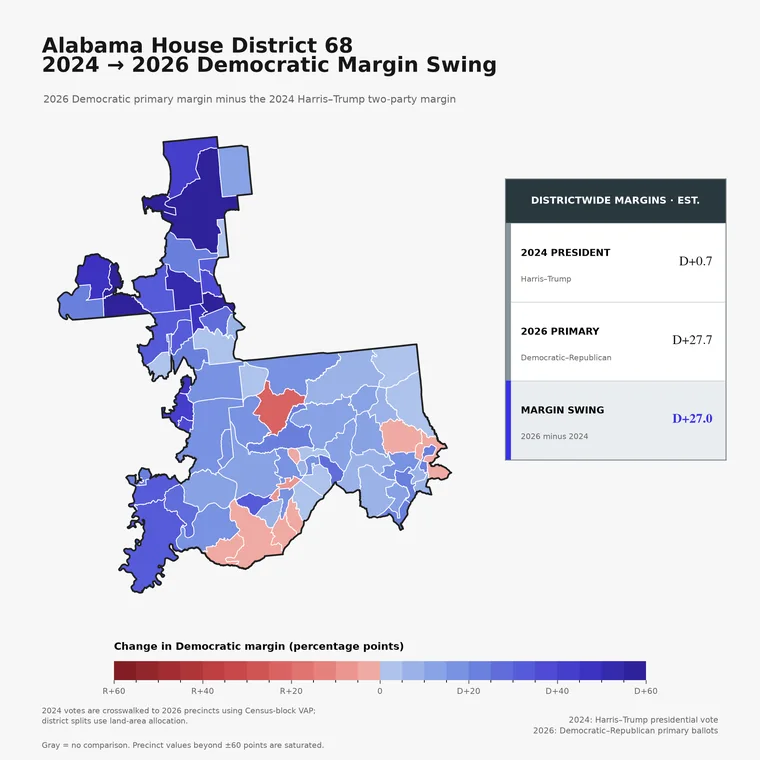 Alabama House District 68
2024 → 2026 Democratic Margin Swing
2026 Democratic primary margin minus the 2024 Harris–Trump two-party margin
DISTRICTWIDE MARGINS · EST.
2024 PRESIDENT
D+0.7
Harris–Trump
2026 PRIMARY
D+27.7
Democratic–Republican
MARGIN SWING
D+27.0
2026 minus 2024
Change in Democratic margin (percentage points)
R+60 R+40 R+20 0 D+20 D+40 D+60
2024 votes are crosswalked to 2026 precincts using Census-block VAP;
district splits use land-area allocation.
2024: Harris–Trump presidential vote
2026: Democratic–Republican primary ballots
Gray = no comparison. Precinct values beyond ±60 points are saturated.